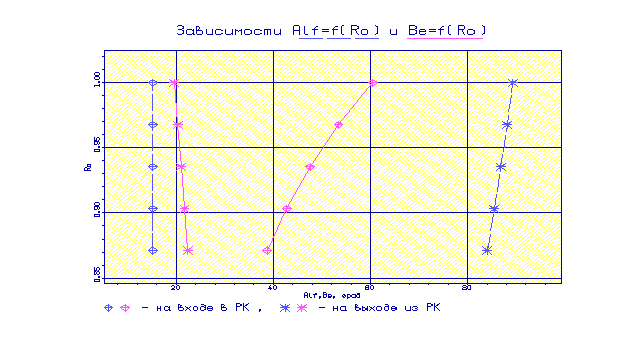 Зависимости Alf=f(Ro) и Be=f(Ro)
1.00
0.95
0.90
0.85
Ro
20
40
60
80
Alf,Be, град
- на входе в РК , - на выходе из РК